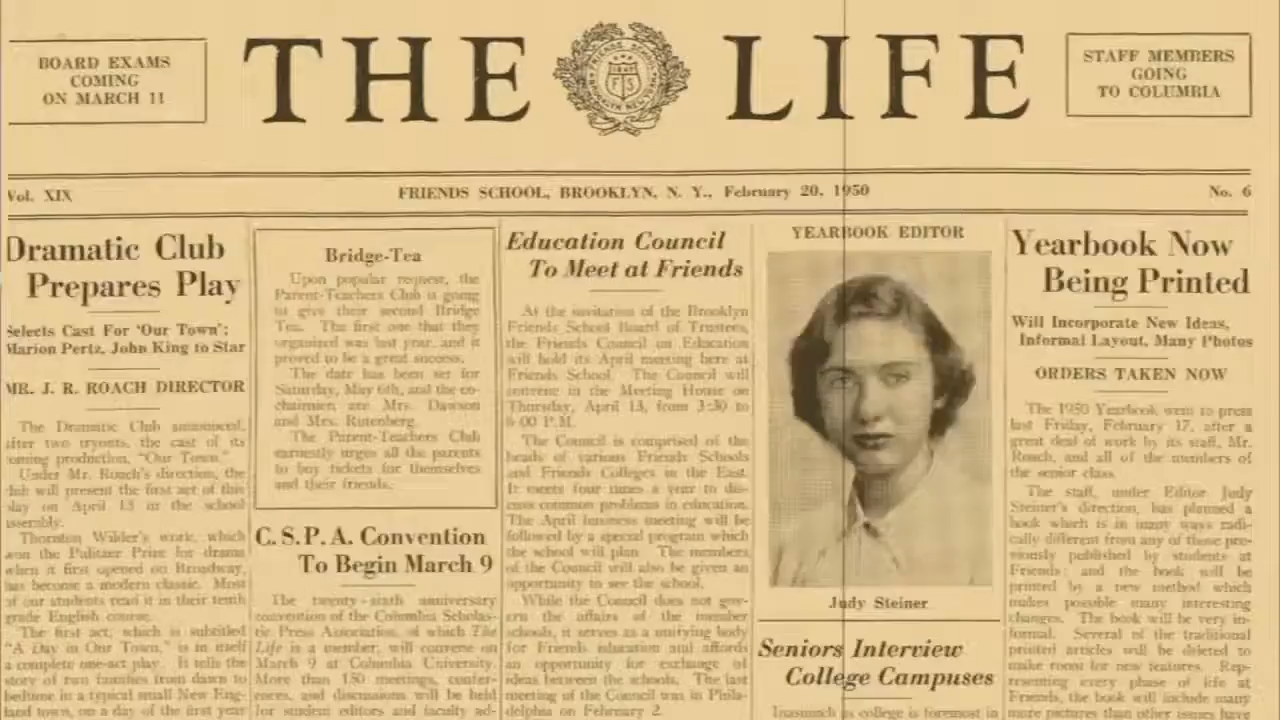 BOARD EXAMS
COMING
ON MARCH 11
THE LIFE
FRIENDS SCHOOL
1867
F S
BROOKLYN NEW YORK
STAFF MEMBERS
GOING
TO COLUMBIA
Vol. XIX
FRIENDS SCHOOL, BROOKLYN, N. Y., February 20, 1950
No. 6
Dramatic Club
Prepares Play
Selects Cast For 'Our Town';
Marion Pertz, John King to Star
MR. J. R. ROACH DIRECTOR
The Dramatic Club announced,
after two tryouts, the cast of its
coming production, "Our Town."
Under Mr. Roach's direction, the
club will present the first act of this
play on April 13 in the school
assembly.
Thornton Wilder's work, which
won the Pulitzer Prize for drama
when it first opened on Broadway,
has become a modern classic. Most
of our students read it in their tenth
grade English course.
The first act, which is subtitled
"A Day in Our Town," is in itself
a complete one-act play. It tells the
story of two families from dawn to
bedtime in a typical small New Eng-
land town, on a day of the first year
Bridge-Tea
Upon popular request, the
Parent-Teachers Club is going
to give their second Bridge
Tea. The first one that they
organized was last year, and it
proved to be a great success.
The date has been set for
Saturday, May 6th, and the co-
chairmen are Mrs. Dawson
and Mrs. Rutenberg.
The Parent-Teachers Club
earnestly urges all the parents
to buy tickets for themselves
and their friends.
C. S. P. A. Convention
To Begin March 9
The twenty-sixth anniversary
convention of the Columbia Scholas-
tic Press Association, of which The
Life is a member, will convene on
March 9 at Columbia University.
More than 150 meetings, confer-
ences, and discussions will be held
for student editors and faculty ad-
Education Council
To Meet at Friends
At the invitation of the Brooklyn
Friends School Board of Trustees,
the Friends Council on Education
will hold its April meeting here at
Friends School. The Council will
convene in the Meeting House on
Thursday, April 13, from 3:30 to
6:00 P.M.
The Council is comprised of the
heads of various Friends Schools
and Friends Colleges in the East.
It meets four times a year to dis-
cuss common problems in education.
The April business meeting will be
followed by a special program which
the school will plan. The members
of the Council will also be given an
opportunity to see the school.
While the Council does not gov-
ern the affairs of the member
schools, it serves as a unifying body
for Friends education and affords
an opportunity for exchange of
ideas between the schools. The last
meeting of the Council was in Phila-
delphia on February 2.
YEARBOOK EDITOR
Judy Steiner
Seniors Interview
College Campuses
Inasmuch as college is foremost in
Yearbook Now
Being Printed
Will Incorporate New Ideas,
Informal Layout, Many Photos
ORDERS TAKEN NOW
The 1950 Yearbook went to press
last Friday, February 17, after a
great deal of work by its staff, Mr.
Roach, and all of the members of
the senior class.
The staff, under Editor Judy
Steiner's direction, has planned a
book which is in many ways radi-
cally different from any of those pre-
viously published by students at
Friends; and the book will be
printed by a new method which
makes possible many interesting
changes. The book will be very in-
formal. Several of the traditional
printed articles will be deleted to
make room for new features. Rep-
resenting every phase of life at
Friends, the book will include many
more pictures than other issues have